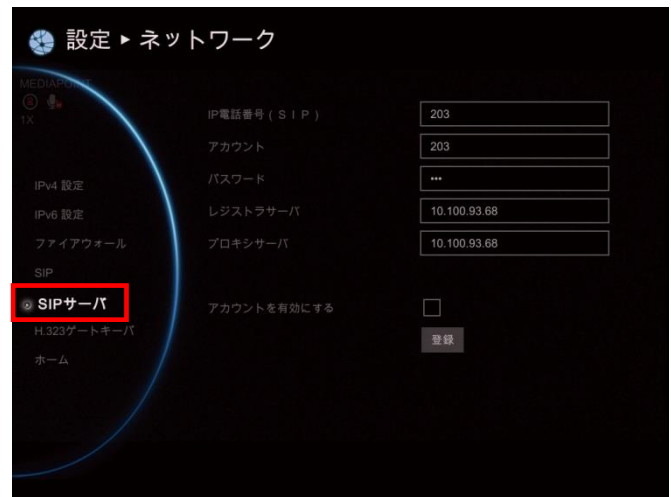 設定 ▶ ネットワーク
MEDIAPOINT
1X
IP電話番号 ( S I P )
203
アカウント
203
パスワード
•••
レジストラサーバ
10.100.93.68
プロキシサーバ
10.100.93.68
アカウントを有効にする
登録
IPv4 設定
IPv6 設定
ファイアウォール
SIP
SIPサーバ
H.323ゲートキーパ
ホーム